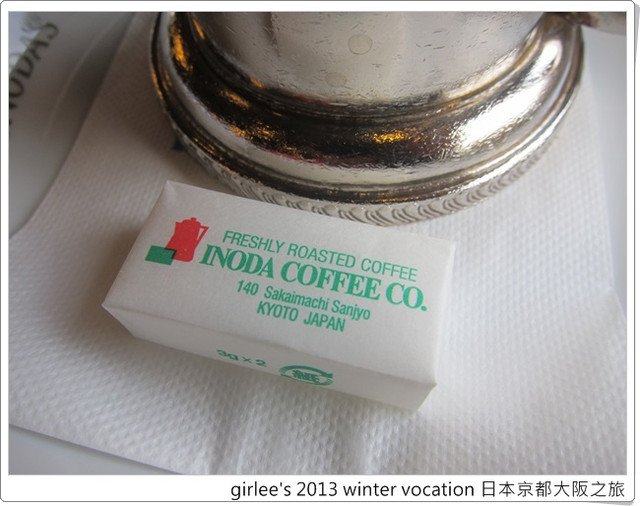 FRESHLY ROASTED COFFEE
INODA COFFEE CO.
140 Sakaimachi Sanjyo
KYOTO JAPAN
3g×2
girlee's 2013 winter vocation 日本京都大阪之旅